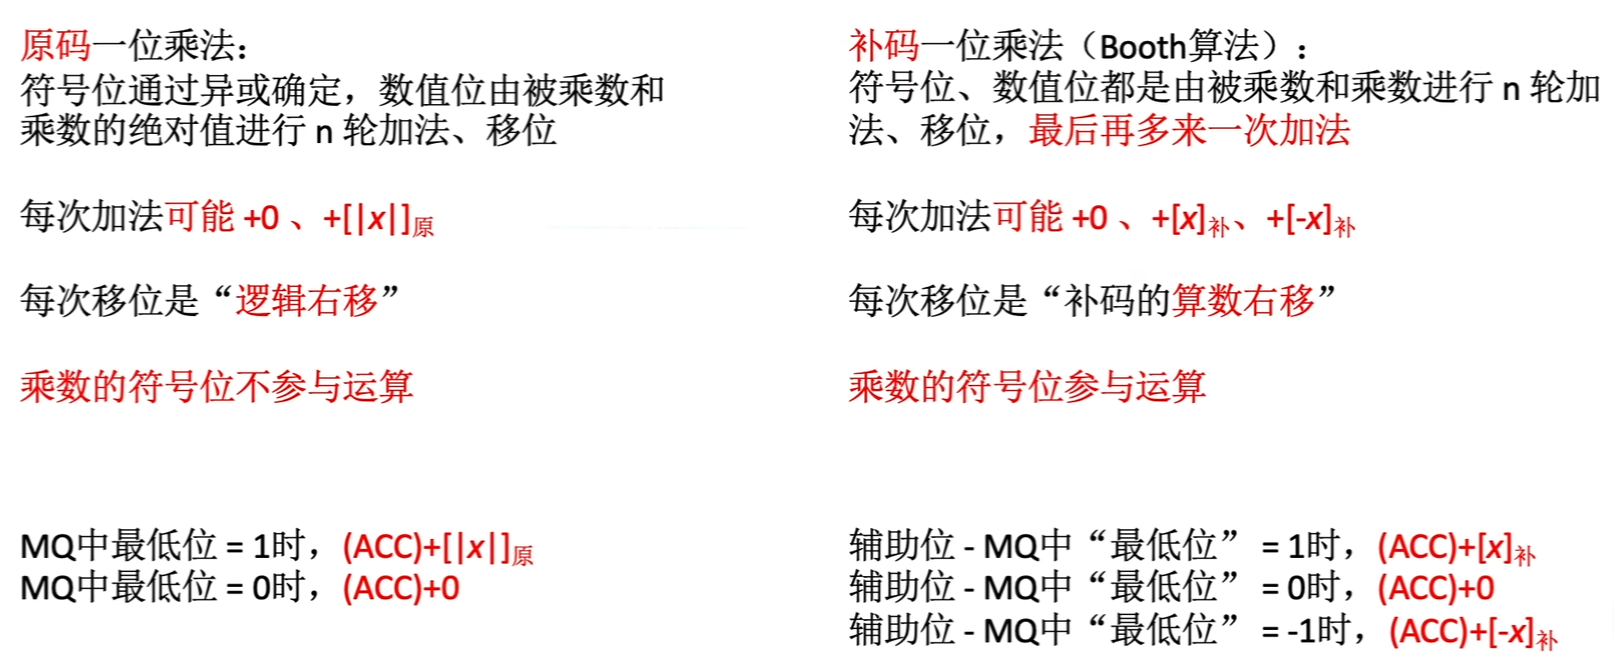 原码一位乘法：
符号位通过异或确定，数值位由被乘数和
乘数的绝对值进行 n 轮加法、移位
每次加法可能 +0 、+[|x|]原
每次移位是“逻辑右移”
乘数的符号位不参与运算
MQ中最低位 = 1时，(ACC)+[|x|]原
MQ中最低位 = 0时，(ACC)+0
补码一位乘法（Booth算法）：
符号位、数值位都是由被乘数和乘数进行 n 轮加
法、移位，最后再多来一次加法
每次加法可能 +0 、+[x]补、+[-x]补
每次移位是“补码的算数右移”
乘数的符号位参与运算
辅助位 - MQ中“最低位” = 1时，(ACC)+[x]补
辅助位 - MQ中“最低位” = 0时，(ACC)+0
辅助位 - MQ中“最低位” = -1时，(ACC)+[-x]补